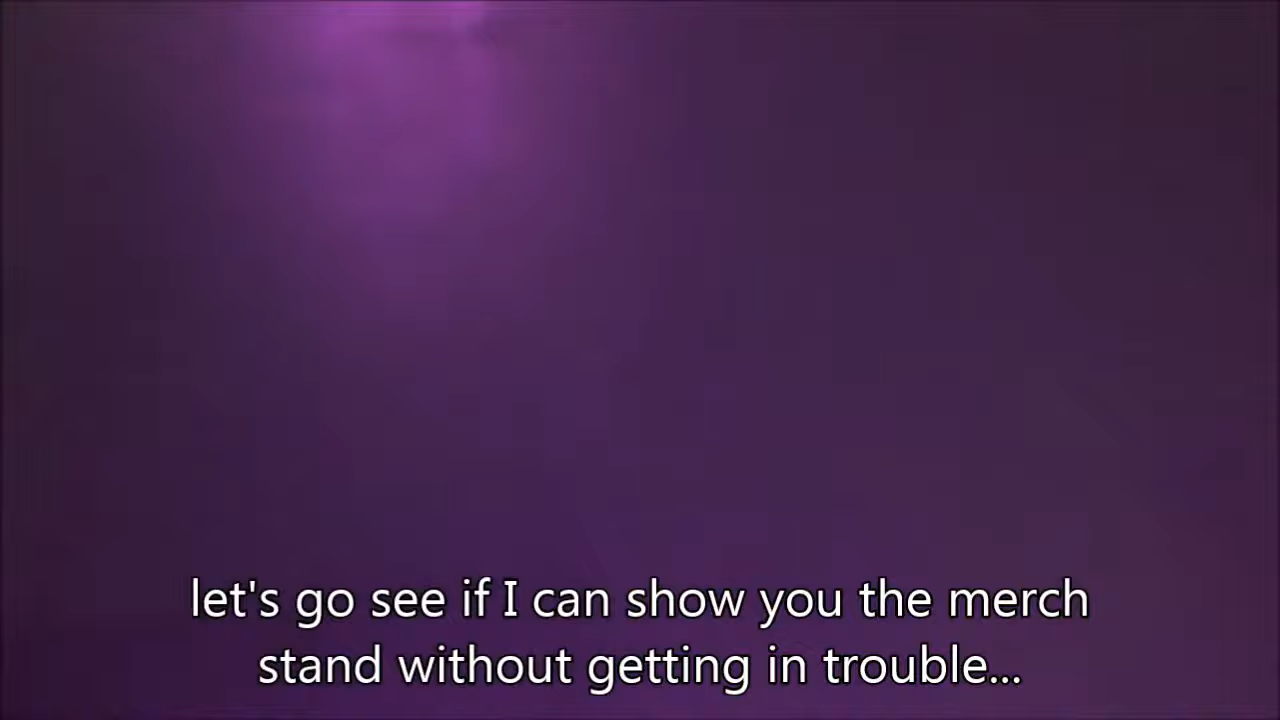 let's go see if I can show you the merch
stand without getting in trouble...